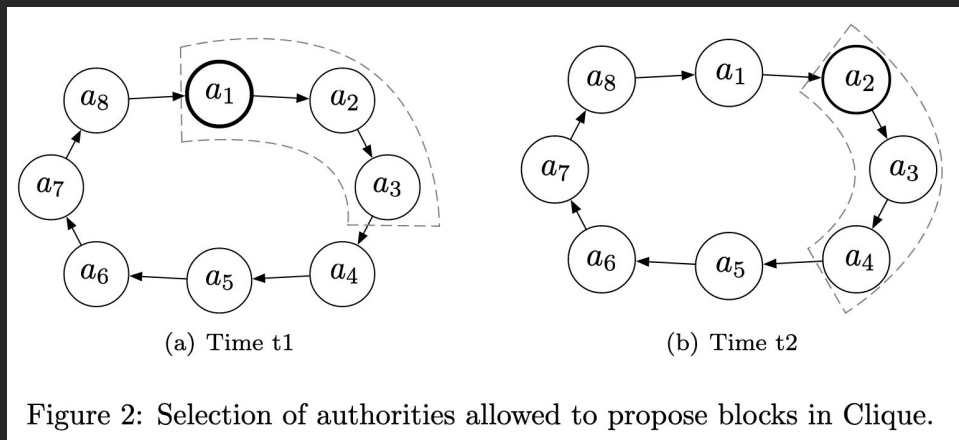 a8 a1 a2
a7 a3
a6 a5 a4
(a) Time t1
a8 a1 a2
a7 a3
a6 a5 a4
(b) Time t2
Figure 2: Selection of authorities allowed to propose blocks in Clique.